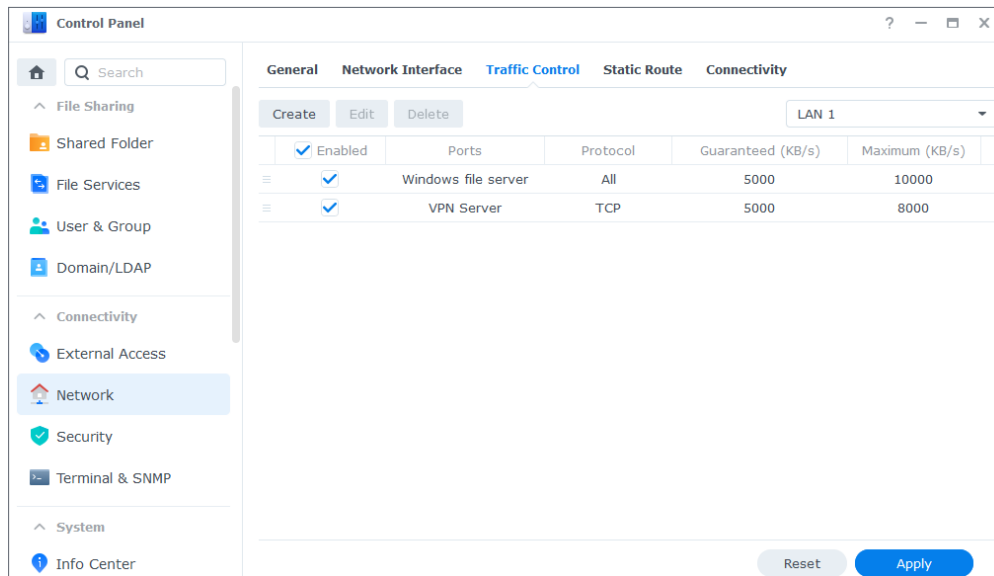 Control Panel
Search
File Sharing
Shared Folder
File Services
User & Group
Domain/LDAP
Connectivity
External Access
Network
Security
Terminal & SNMP
System
Info Center
General Network Interface Traffic Control Static Route Connectivity
Create Edit Delete LAN 1
Enabled Ports Protocol Guaranteed (KB/s) Maximum (KB/s)
Windows file server All 5000 10000
VPN Server TCP 5000 8000
Reset Apply